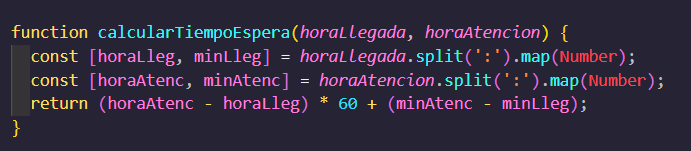 function calcularTiempoEspera(horaLlegada, horaAtencion) {
  const [horaLleg, minLleg] = horaLlegada.split(':').map(Number);
  const [horaAtenc, minAtenc] = horaAtencion.split(':').map(Number);
  return (horaAtenc - horaLleg) * 60 + (minAtenc - minLleg);
}